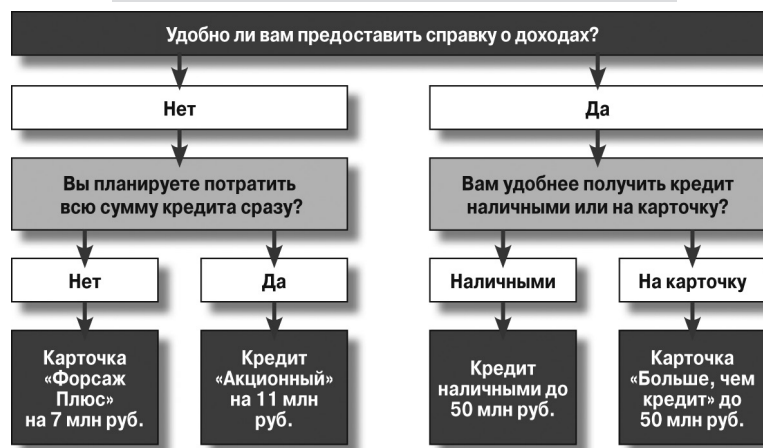 Удобно ли вам предоставить справку о доходах?
Нет
Да
Вы планируете потратить
всю сумму кредита сразу?
Вам удобнее получить кредит
наличными или на карточку?
Нет
Да
Наличными
На карточку
Карточка
«Форсаж
Плюс»
на 7 млн руб.
Кредит
«Акционный»
на 11 млн
руб.
Кредит
наличными до
50 млн руб.
Карточка
«Больше, чем
кредит» до
50 млн руб.